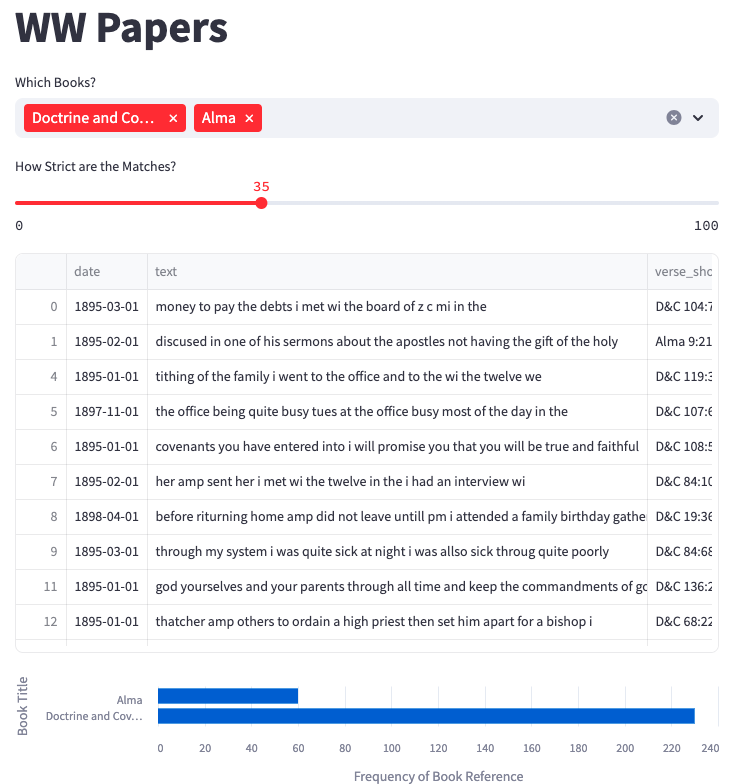 WW Papers
Which Books?
Doctrine and Co... × Alma ×
How Strict are the Matches?
35
0 100
date text verse_sho
0 1895-03-01 money to pay the debts i met wi the board of z c mi in the D&C 104:7
1 1895-02-01 discused in one of his sermons about the apostles not having the gift of the holy Alma 9:21
4 1895-01-01 tithing of the family i went to the office and to the wi the twelve we D&C 119:3
5 1897-11-01 the office being quite busy tues at the office busy most of the day in the D&C 107:6
6 1895-01-01 covenants you have entered into i will promise you that you will be true and faithful D&C 108:5
7 1895-02-01 her amp sent her i met wi the twelve in the i had an interview wi D&C 84:10
8 1898-04-01 before riturning home amp did not leave untill pm i attended a family birthday gathe D&C 19:36
9 1895-03-01 through my system i was quite sick at night i was allso sick throug quite poorly D&C 84:68
11 1895-01-01 god yourselves and your parents through all time and keep the commandments of go D&C 136:2
12 1895-01-01 thatcher amp others to ordain a high priest then set him apart for a bishop i D&C 68:22
Book Title
Alma
Doctrine and Cov...
0 20 40 60 80 100 120 140 160 180 200 220 240
Frequency of Book Reference